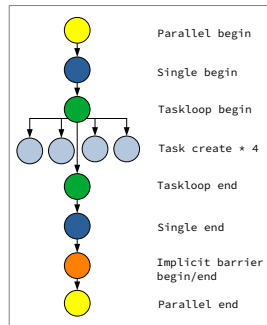 Parallel begin
Single begin
Taskloop begin
Task create * 4
Taskloop end
Single end
Implicit barrier
begin/end
Parallel end